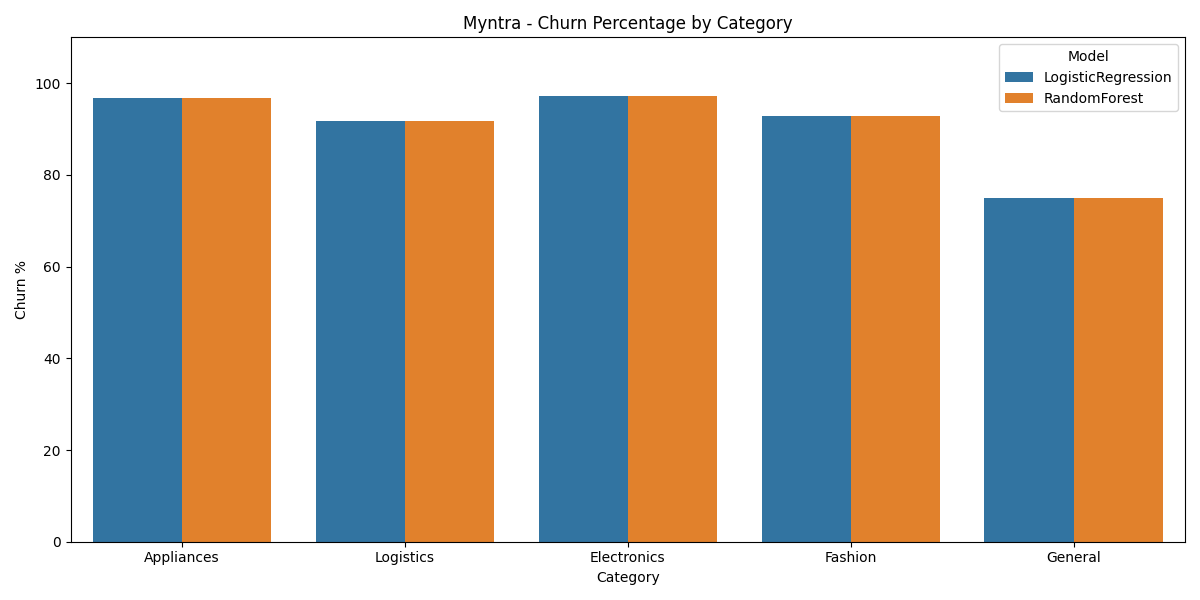 Myntra - Churn Percentage by Category
Model
LogisticRegression
RandomForest
Churn %
100
80
60
40
20
0
Appliances Logistics Electronics Fashion General
Category